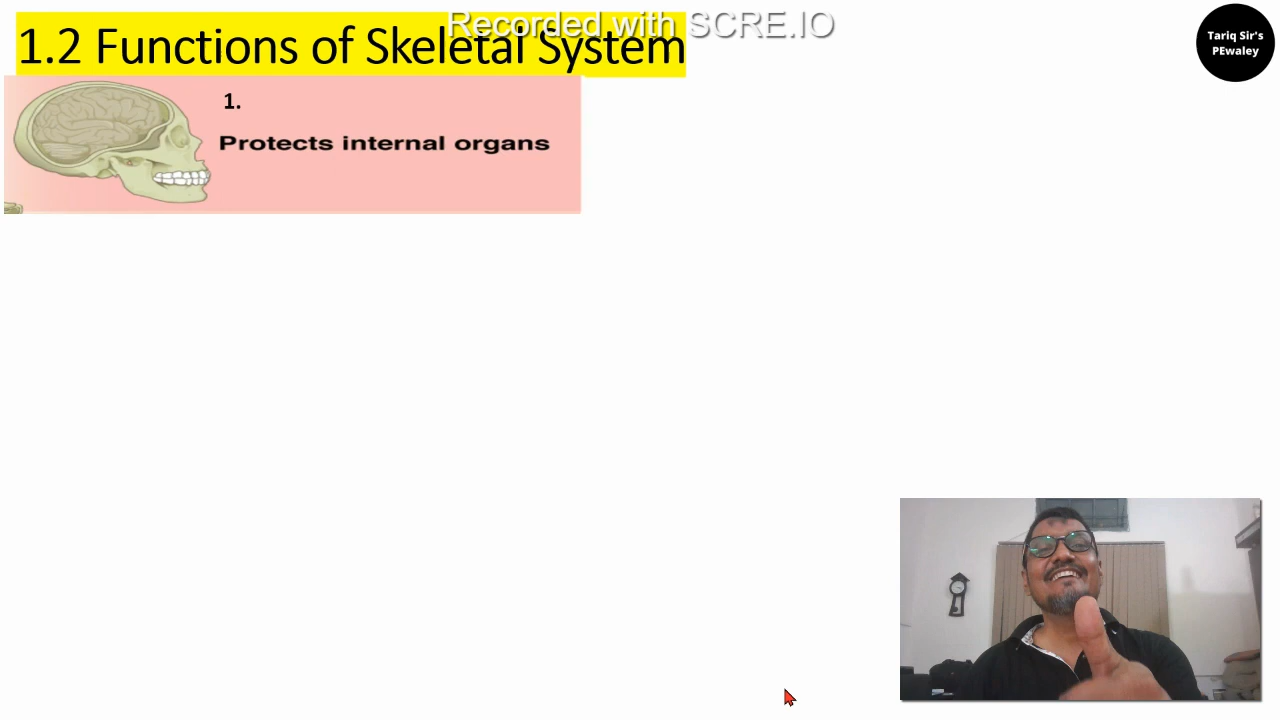 1.2 Functions of Skeletal System
Recorded with SCRE.IO
Tariq Sir's
PEwaley
1.
Protects internal organs